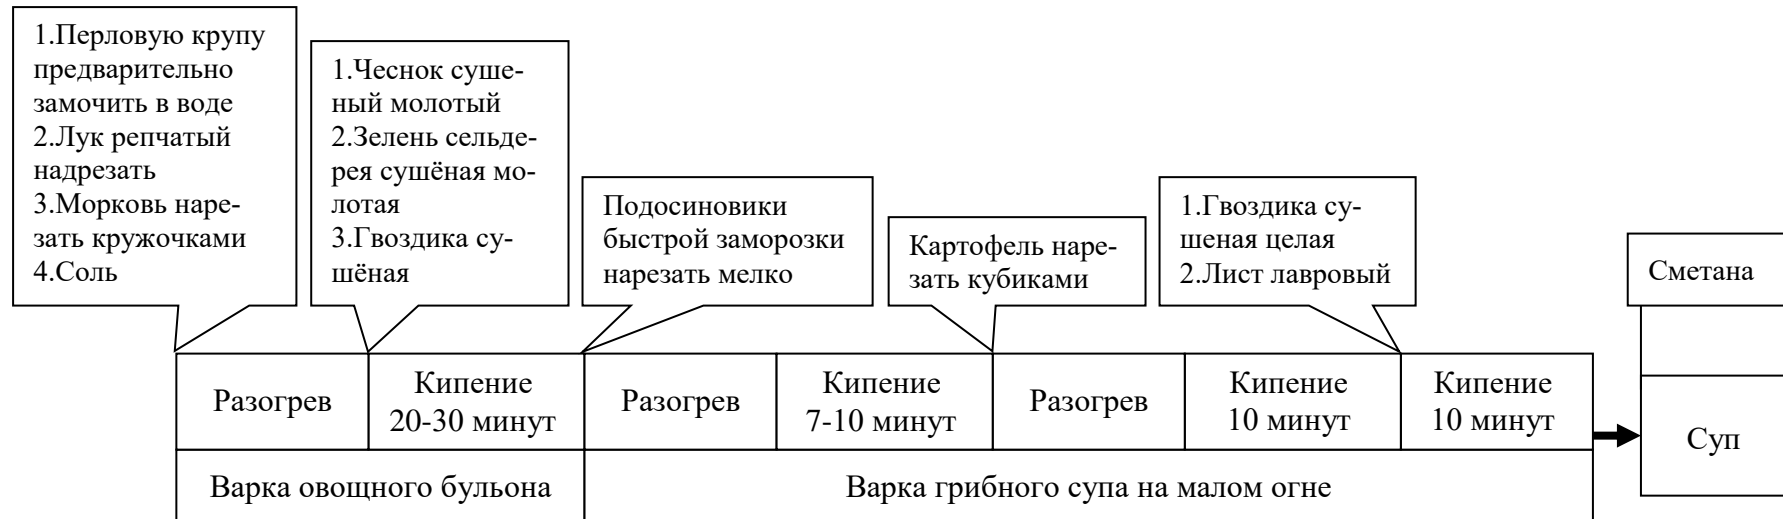 1.Перловую крупу
предварительно
замочить в воде
2.Лук репчатый
надрезать
3.Морковь наре-
зать кружочками
4.Соль
1.Чеснок суше-
ный молотый
2.Зелень сельде-
рея сушёная мо-
лотая
3.Гвоздика су-
шёная
Подосиновики
быстрой заморозки
нарезать мелко
Картофель наре-
зать кубиками
1.Гвоздика су-
шеная целая
2.Лист лавровый
Сметана
Разогрев
Кипение
20-30 минут
Разогрев
Кипение
7-10 минут
Разогрев
Кипение
10 минут
Кипение
10 минут
Суп
Варка овощного бульона
Варка грибного супа на малом огне